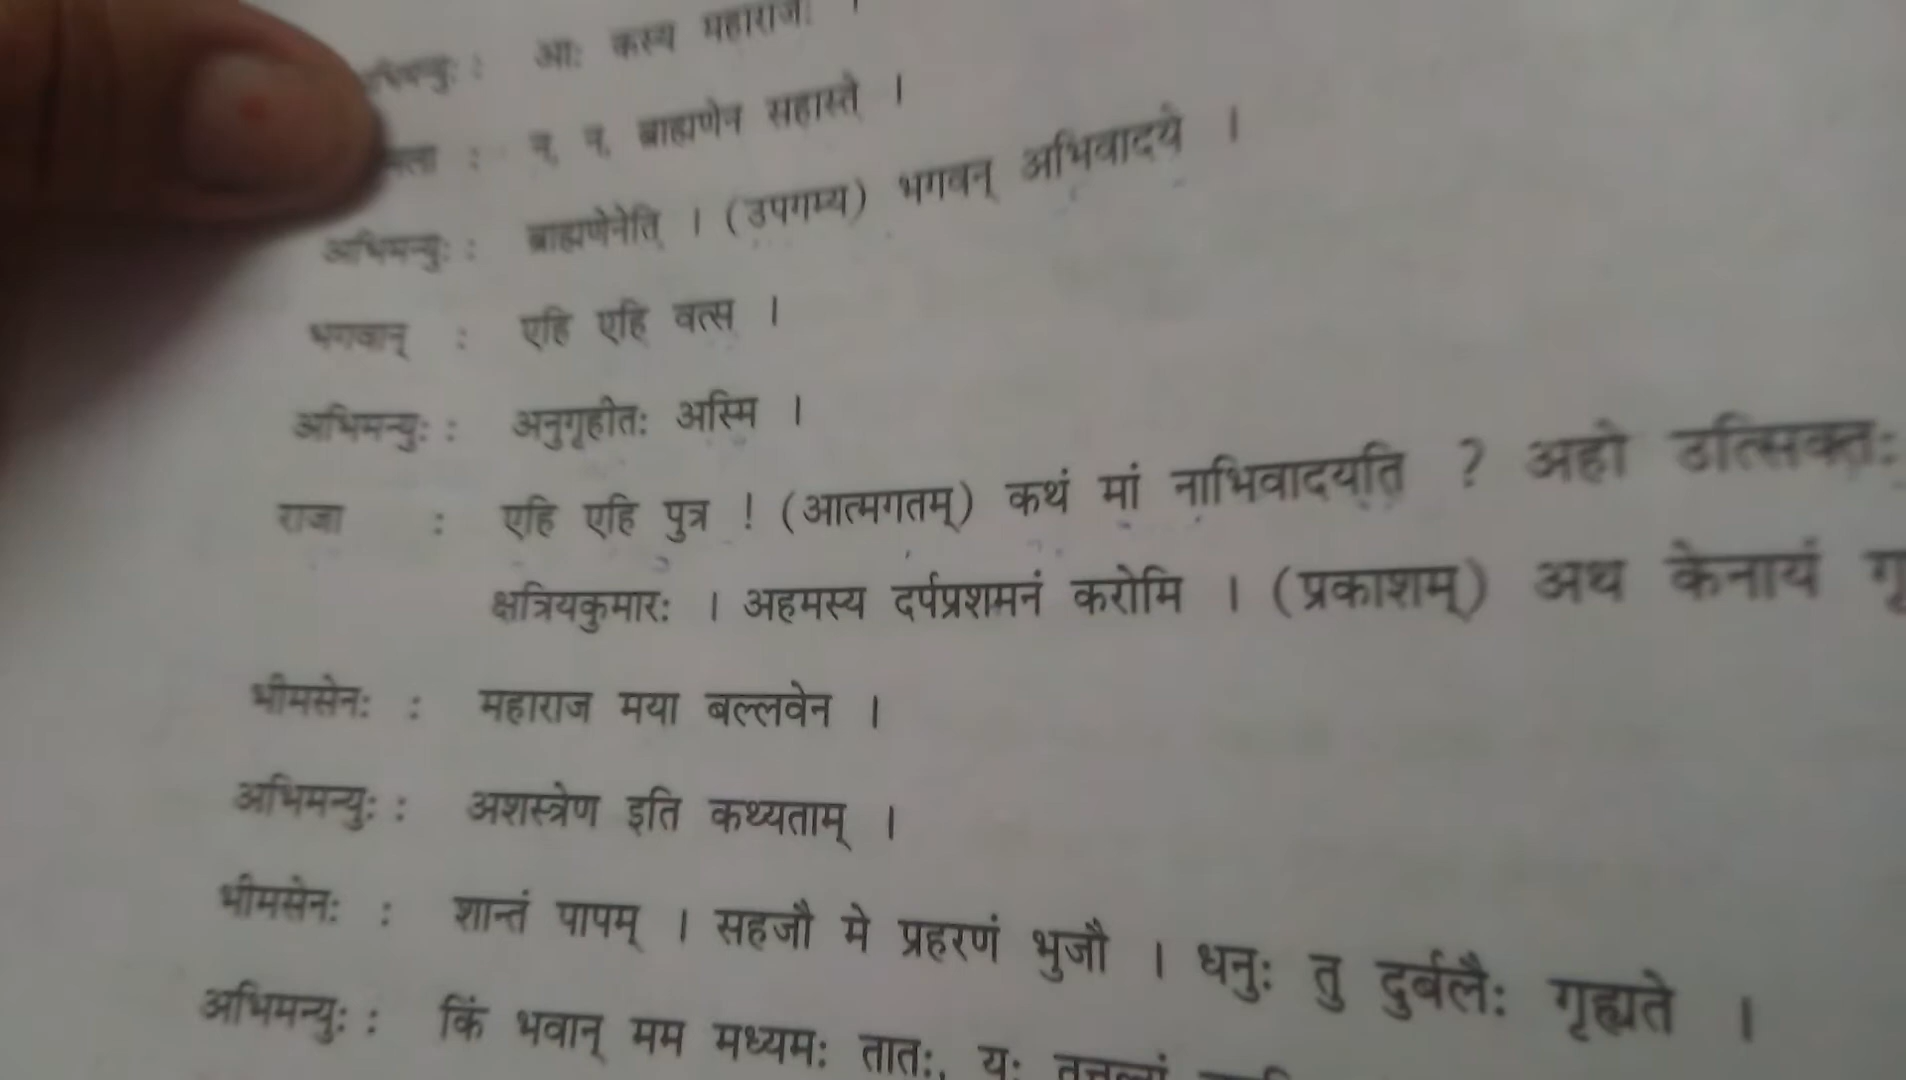 आः कस्य महाराजः ।
: न, न, ब्राह्मणेन सहास्ते ।
अभिमन्युः : ब्राह्मणेनेति । (उपगम्य) भगवन् अभिवादये ।
भगवान् : एहि एहि वत्स ।
अभिमन्युः : अनुगृहीतः अस्मि ।
राजा : एहि एहि पुत्र ! (आत्मगतम्) कथं मां नाभिवादयति ? अहो उत्सिक्तः
क्षत्रियकुमारः । अहमस्य दर्पप्रशमनं करोमि । (प्रकाशम्) अथ केनायं
भीमसेनः : महाराज मया बल्लवेन ।
अभिमन्युः : अशस्त्रेण इति कथ्यताम् ।
भीमसेनः : शान्तं पापम् । सहजौ मे प्रहरणं भुजौ । धनुः तु दुर्बलैः गृह्यते ।
अभिमन्युः : किं भवान् मम मध्यमः तातः, यः